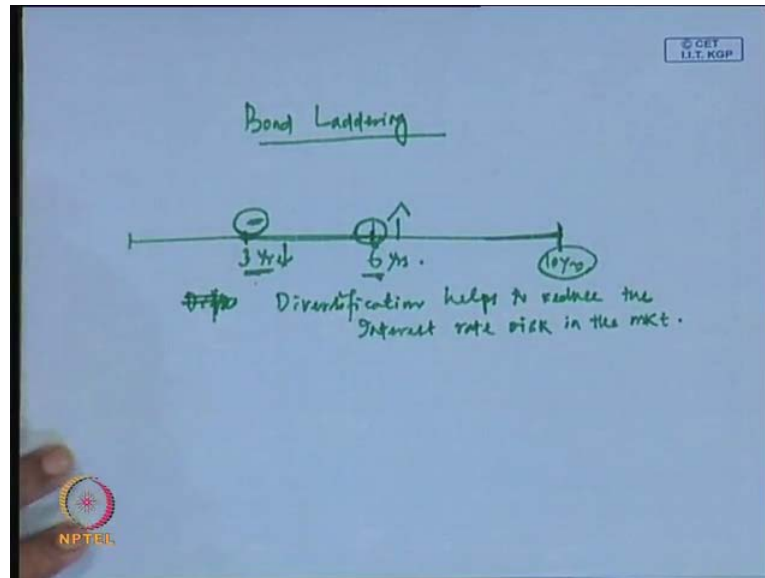 © CET
I.I.T. KGP
Bond Laddering
3 yrs↓ 6 yrs. 10 yrs
Diversification helps to reduce the
Interest rate risk in the mkt.
NPTEL